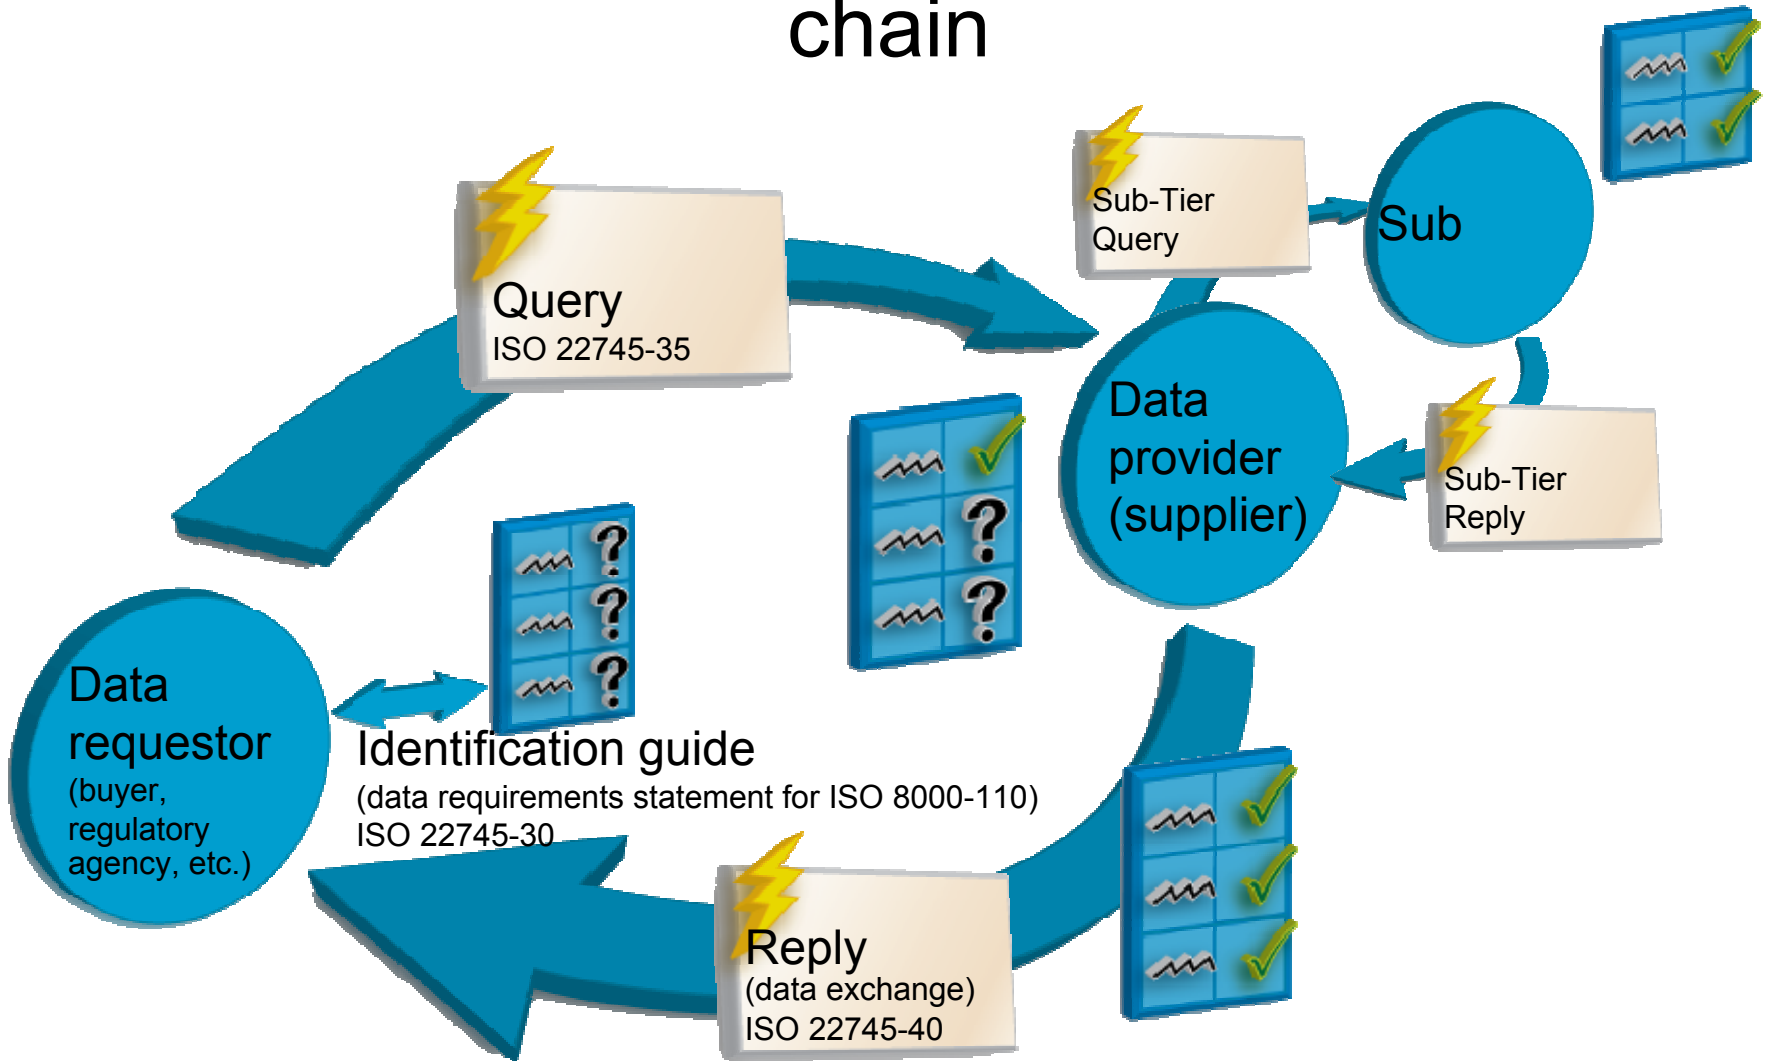 chain
Sub-Tier
Query
Sub
Query
ISO 22745-35
Data
provider
(supplier)
Sub-Tier
Reply
Data
requestor
(buyer,
regulatory
agency, etc.)
Identification guide
(data requirements statement for ISO 8000-110)
ISO 22745-30
Reply
(data exchange)
ISO 22745-40